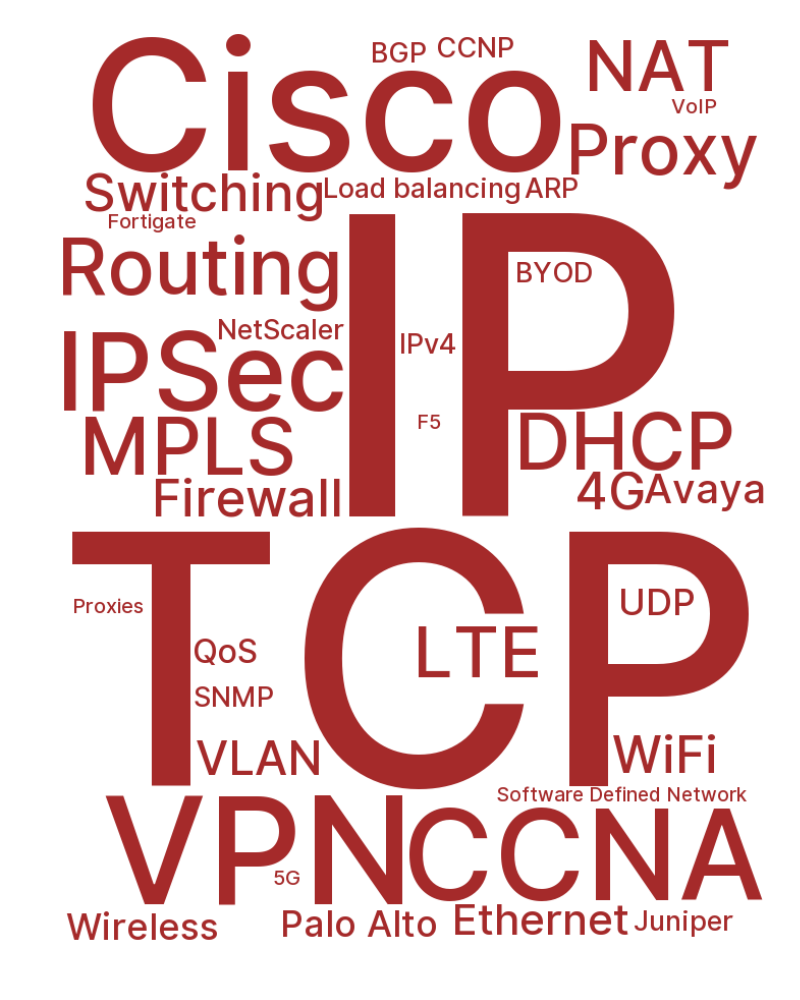 BGP CCNP
Cisco
NAT
VoIP
Proxy
Switching Load balancing ARP
Fortigate
Routing
BYOD
IP
NetScaler
IPv4
IPSec
F5
MPLS
DHCP
Firewall
4G Avaya
TCP
Proxies
UDP
QoS
LTE
SNMP
VLAN
WiFi
Software Defined Network
VPN
CCNA
5G
Wireless
Palo Alto
Ethernet
Juniper